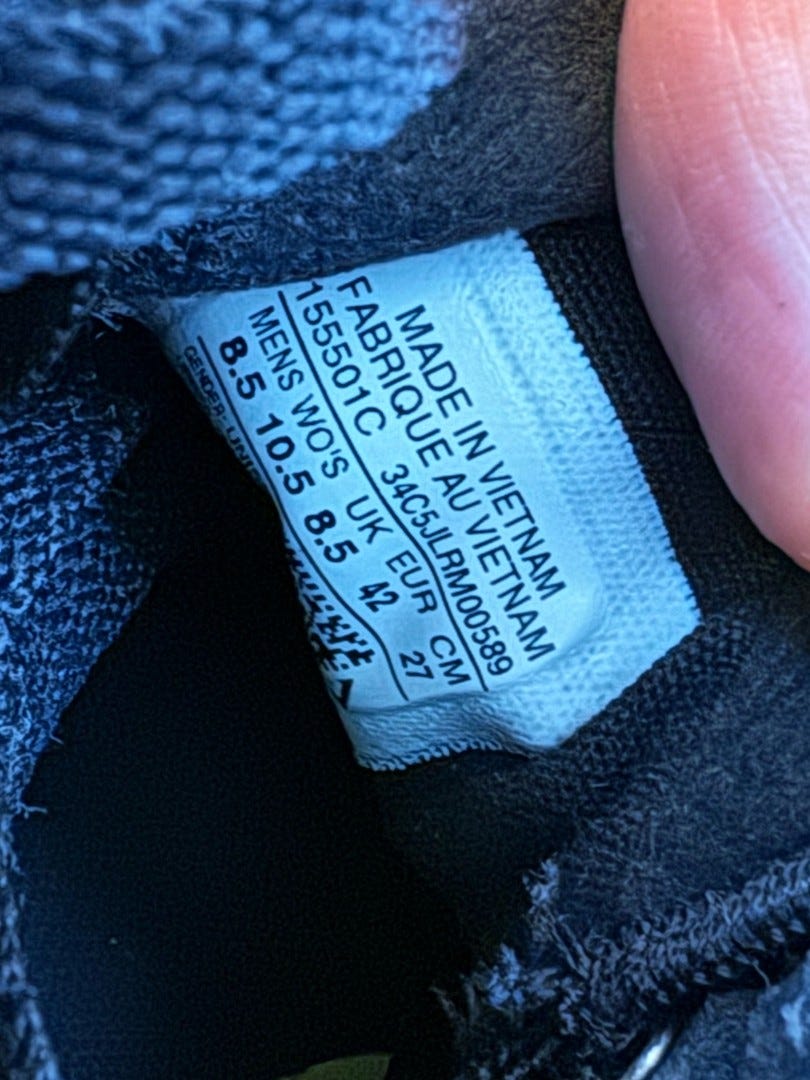 MADE IN VIETNAM
FABRIQUE AU VIETNAM
155501C 34C5JLRM00589
MENS WO'S UK EUR CM
8.5 10.5 8.5 42 27
GENDER: